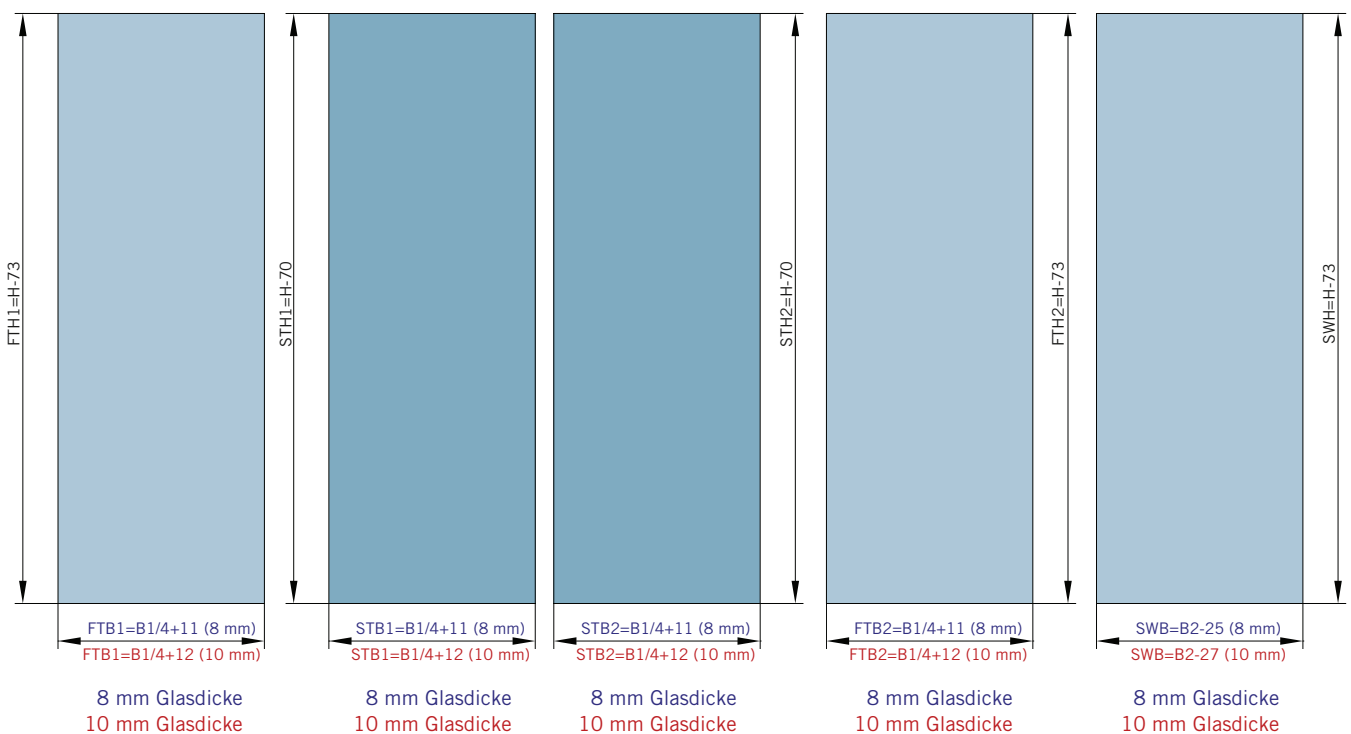 FTH1=H-73
STH1=H-70
STH2=H-70
FTH2=H-73
SWH=H-73
FTB1=B1/4+11 (8 mm)
FTB1=B1/4+12 (10 mm)
STB1=B1/4+11 (8 mm)
STB1=B1/4+12 (10 mm)
STB2=B1/4+11 (8 mm)
STB2=B1/4+12 (10 mm)
FTB2=B1/4+11 (8 mm)
FTB2=B1/4+12 (10 mm)
SWB=B2-25 (8 mm)
SWB=B2-27 (10 mm)
8 mm Glasdicke
10 mm Glasdicke
8 mm Glasdicke
10 mm Glasdicke
8 mm Glasdicke
10 mm Glasdicke
8 mm Glasdicke
10 mm Glasdicke
8 mm Glasdicke
10 mm Glasdicke